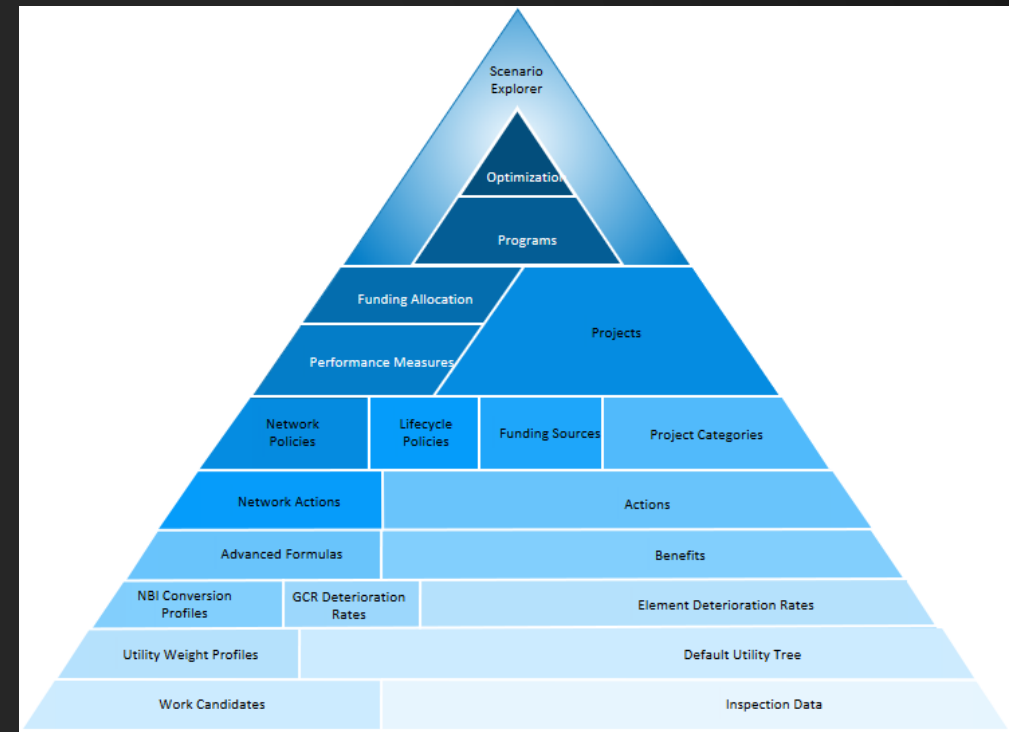 Scenario
Explorer
Optimization
Programs
Funding Allocation
Projects
Performance Measures
Network
Policies
Lifecycle
Policies
Funding Sources
Project Categories
Network Actions
Actions
Advanced Formulas
Benefits
NBI Conversion
Profiles
GCR Deterioration
Rates
Element Deterioration Rates
Utility Weight Profiles
Default Utility Tree
Work Candidates
Inspection Data